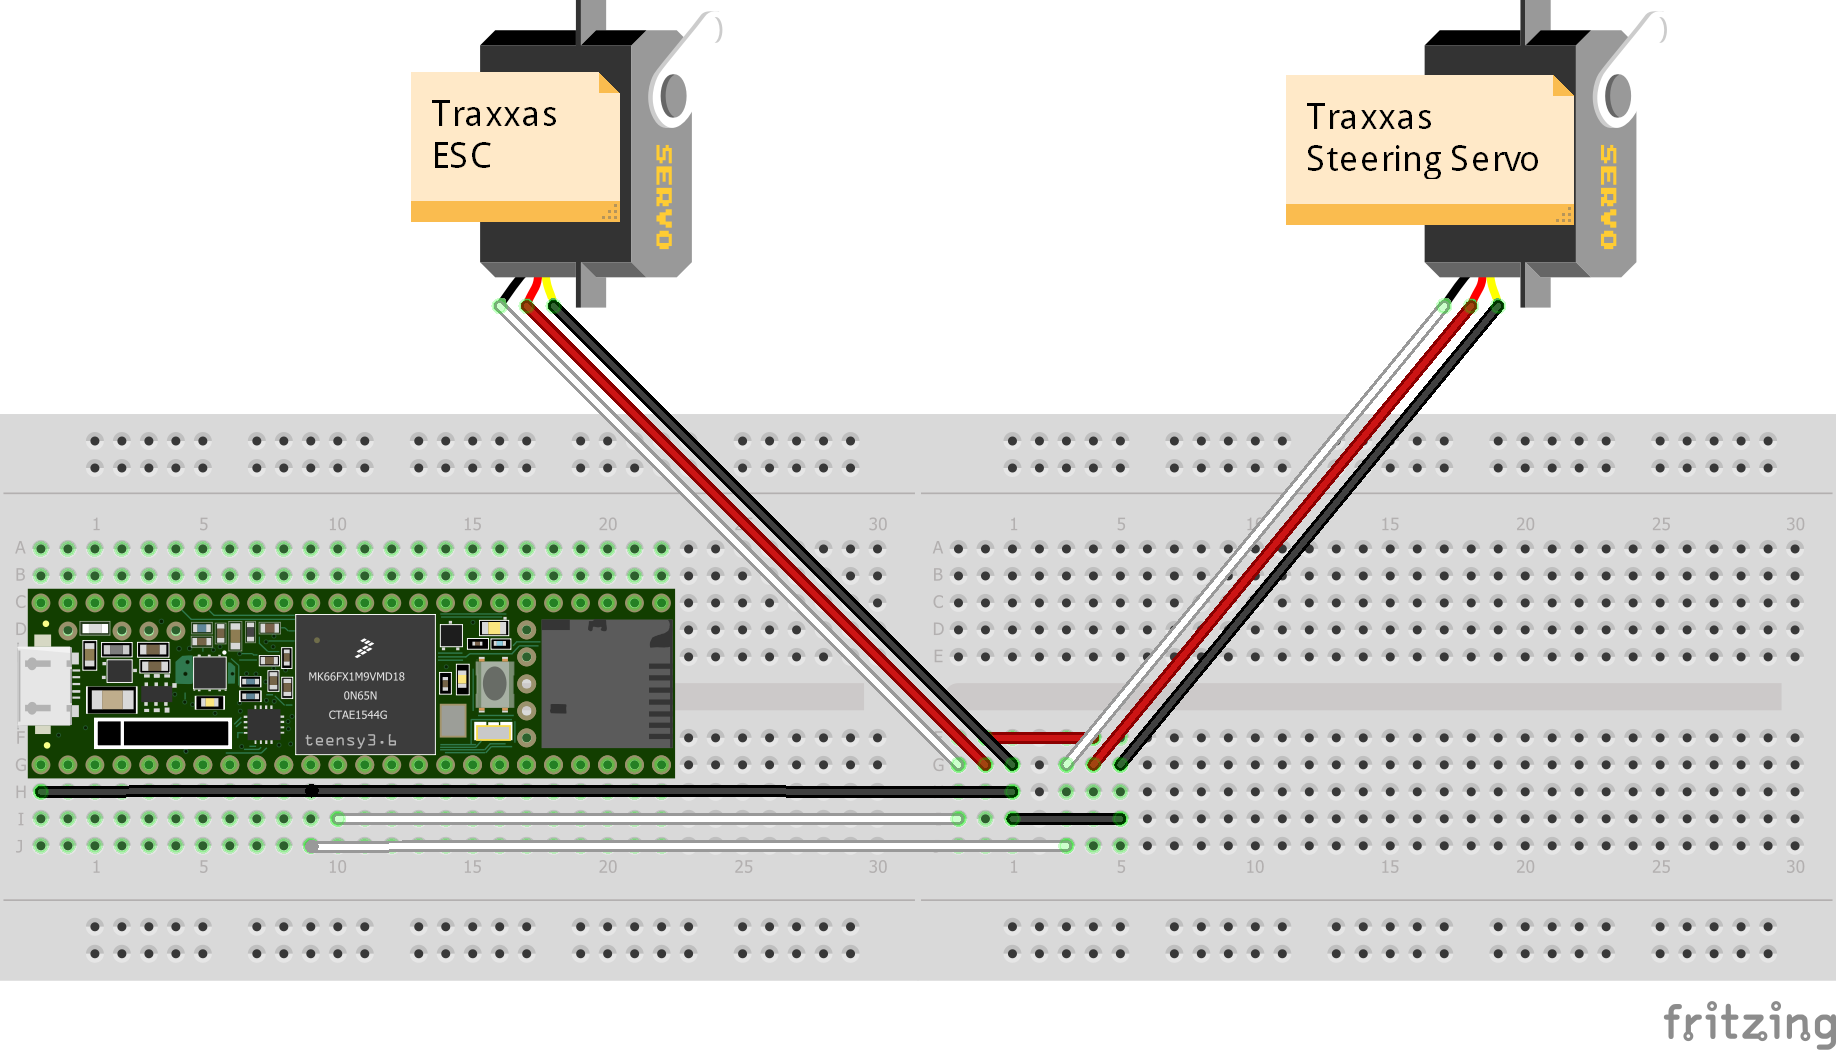 Traxxas
ESC
SERVO
Traxxas
Steering Servo
SERVO
1 5 10 15 20 30
1 5 10 15 20 25 30
A
B
C
D
E
F
G
H
I
J
A
B
C
D
E
G
MK66FX1M9VMD18
0N65N
CTAE1544G
teensy3.6
1 5 10 15 20 25 30
1 5 10 15 20 25 30
fritzing